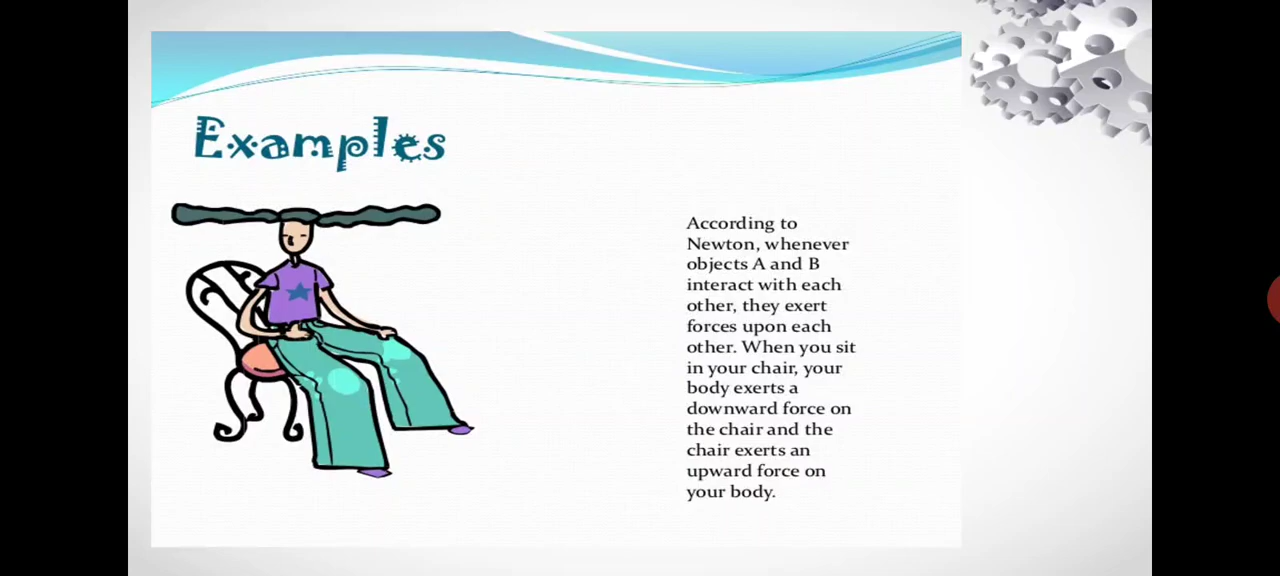 Examples
According to
Newton, whenever
objects A and B
interact with each
other, they exert
forces upon each
other. When you sit
in your chair, your
body exerts a
downward force on
the chair and the
chair exerts an
upward force on
your body.